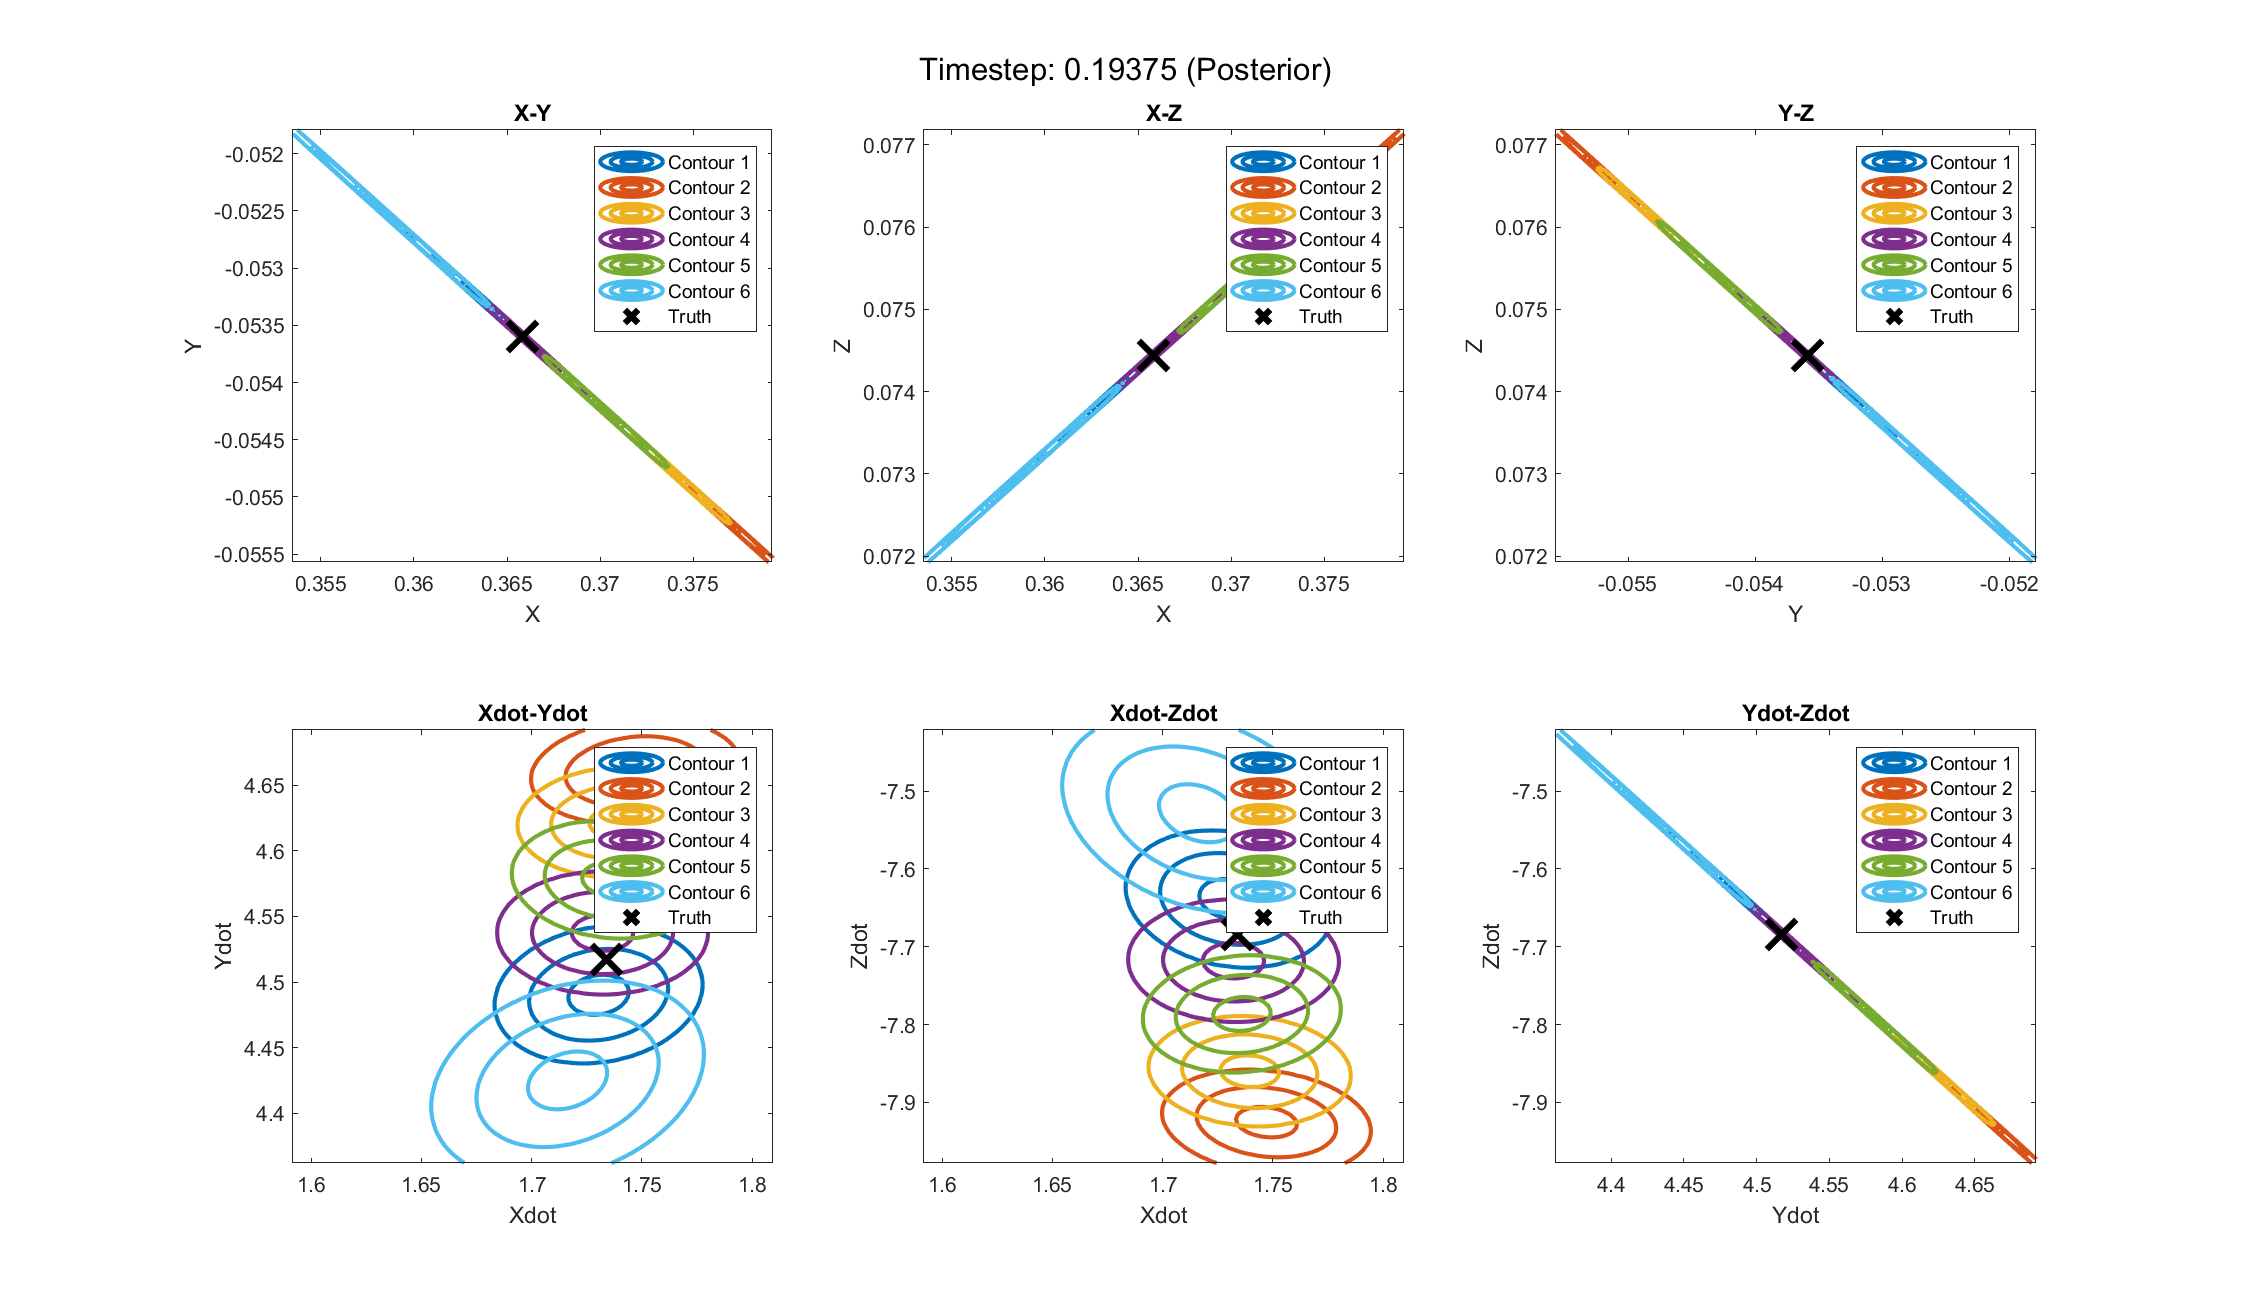 Timestep: 0.19375 (Posterior)
X-Y
-0.052
-0.0525
-0.053
-0.0535
-0.054
-0.0545
-0.055
-0.0555
Y
0.355 0.36 0.365 0.37 0.375
X
Contour 1
Contour 2
Contour 3
Contour 4
Contour 5
Contour 6
Truth
X-Z
0.077
0.076
0.075
0.074
0.073
0.072
Z
0.355 0.36 0.365 0.37 0.375
X
Contour 1
Contour 2
Contour 3
Contour 4
Contour 5
Contour 6
Truth
Y-Z
0.077
0.076
0.075
0.074
0.073
0.072
Z
-0.055 -0.054 -0.053 -0.052
Y
Contour 1
Contour 2
Contour 3
Contour 4
Contour 5
Contour 6
Truth
Xdot-Ydot
4.65
4.6
4.55
4.5
4.45
4.4
Ydot
1.6 1.65 1.7 1.75 1.8
Xdot
Contour 1
Contour 2
Contour 3
Contour 4
Contour 5
Contour 6
Truth
Xdot-Zdot
-7.5
-7.6
-7.7
-7.8
-7.9
Zdot
1.6 1.65 1.7 1.75 1.8
Xdot
Contour 1
Contour 2
Contour 3
Contour 4
Contour 5
Contour 6
Truth
Ydot-Zdot
-7.5
-7.6
-7.7
-7.8
-7.9
Zdot
4.4 4.45 4.5 4.55 4.6 4.65
Ydot
Contour 1
Contour 2
Contour 3
Contour 4
Contour 5
Contour 6
Truth